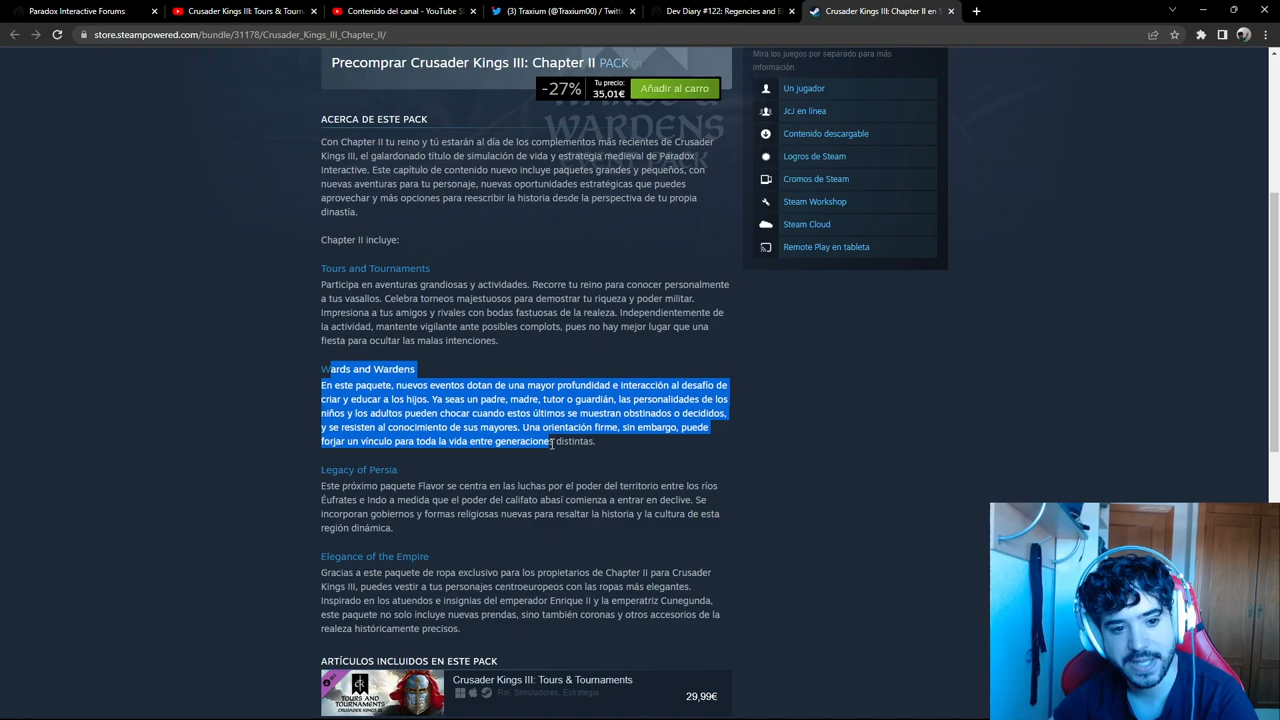 Paradox Interactive Forums
Crusader Kings III: Tours & Tourn
Contenido del canal - YouTube S
(3) Traxium (@Traxium00) / Twitt
Dev Diary #122: Regencies and E
Crusader Kings III: Chapter II en S
store.steampowered.com/bundle/31178/Crusader_Kings_III_Chapter_II/
Precomprar Crusader Kings III: Chapter II PACK
-27%
Tu precio:
35,01€
Añadir al carro
WARDS &
WARDENS
EVENT PACK
ACERCA DE ESTE PACK
Con Chapter II tu reino y tú estarán al día de los complementos más recientes de Crusader
Kings III, el galardonado título de simulación de vida y estrategia medieval de Paradox
Interactive. Este capítulo de contenido nuevo incluye paquetes grandes y pequeños, con
nuevas aventuras para tu personaje, nuevas oportunidades estratégicas que puedes
aprovechar y más opciones para reescribir la historia desde la perspectiva de tu propia
dinastía.
Chapter II incluye:
Tours and Tournaments
Participa en aventuras grandiosas y actividades. Recorre tu reino para conocer personalmente
a tus vasallos. Celebra torneos majestuosos para demostrar tu riqueza y poder militar.
Impresiona a tus amigos y rivales con bodas fastuosas de la realeza. Independientemente de
la actividad, mantente vigilante ante posibles complots, pues no hay mejor lugar que una
fiesta para ocultar las malas intenciones.
Wards and Wardens
En este paquete, nuevos eventos dotan de una mayor profundidad e interacción al desafío de
criar y educar a los hijos. Ya seas un padre, madre, tutor o guardián, las personalidades de los
niños y los adultos pueden chocar cuando estos últimos se muestran obstinados o decididos,
y se resisten al conocimiento de sus mayores. Una orientación firme, sin embargo, puede
forjar un vínculo para toda la vida entre generaciones distintas.
Legacy of Persia
Este próximo paquete Flavor se centra en las luchas por el poder del territorio entre los ríos
Éufrates e Indo a medida que el poder del califato abasí comienza a entrar en declive. Se
incorporan gobiernos y formas religiosas nuevas para resaltar la historia y la cultura de esta
región dinámica.
Elegance of the Empire
Gracias a este paquete de ropa exclusivo para los propietarios de Chapter II para Crusader
Kings III, puedes vestir a tus personajes centroeuropeos con las ropas más elegantes.
Inspirado en los atuendos e insignias del emperador Enrique II y la emperatriz Cunegunda,
este paquete no solo incluye nuevas prendas, sino también coronas y otros accesorios de la
realeza históricamente precisos.
ARTÍCULOS INCLUIDOS EN ESTE PACK
TOURS AND
TOURNAMENTS
CRUSADER KINGS III
Crusader Kings III: Tours & Tournaments
Rol, Simuladores, Estrategia
29,99€
Mira los juegos por separado para más
información.
Un jugador
JcJ en línea
Contenido descargable
Logros de Steam
Cromos de Steam
Steam Workshop
Steam Cloud
Remote Play en tableta